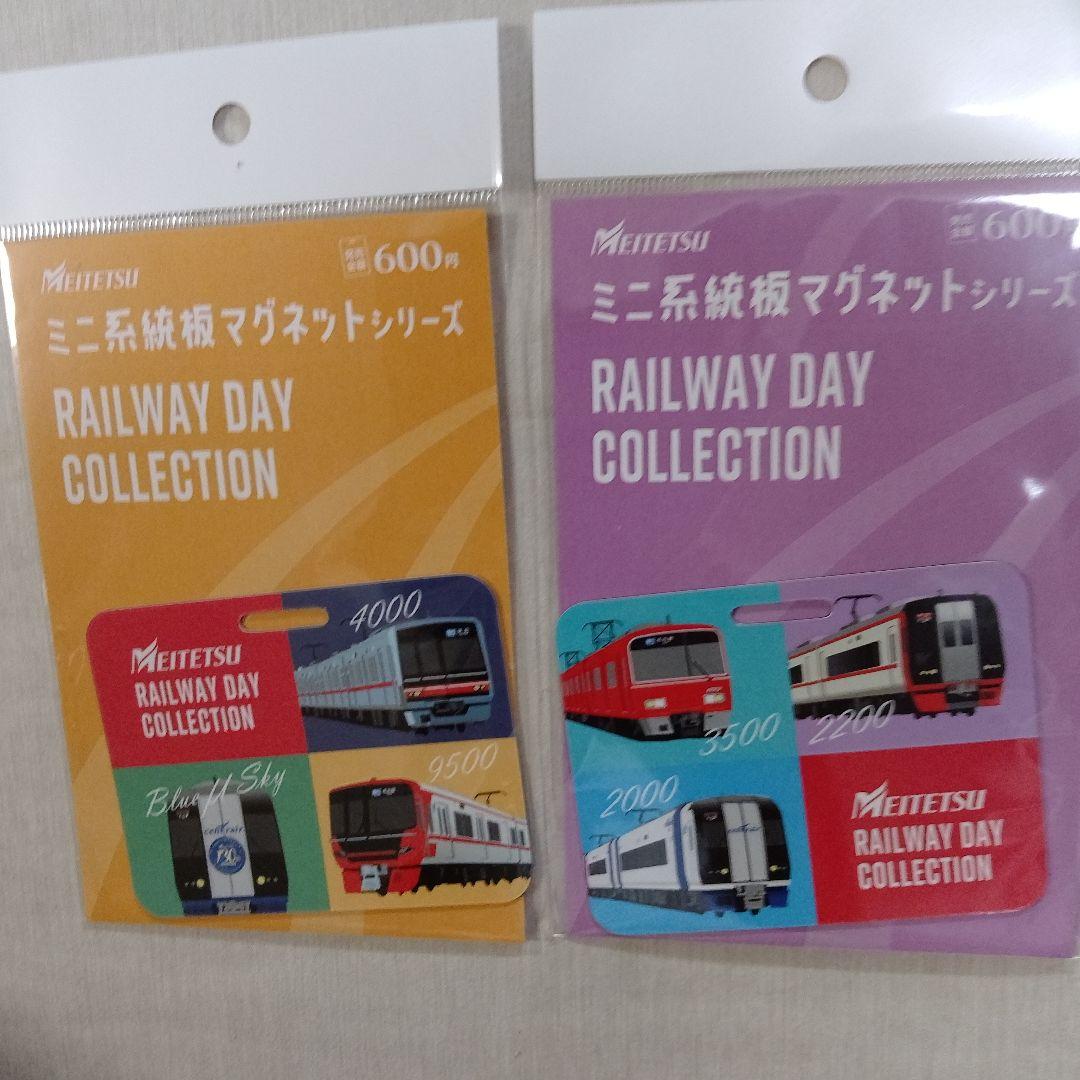 MEITETSU
600円
ミニ系統板マグネットシリーズ
RAILWAY DAY
COLLECTION
MEITETSU
RAILWAY DAY
COLLECTION
4000
Blue μ Sky
9500
MEITETSU
600
ミニ系統板マグネットシリーズ
RAILWAY DAY
COLLECTION
3500
2200
2000
MEITETSU
RAILWAY DAY
COLLECTION